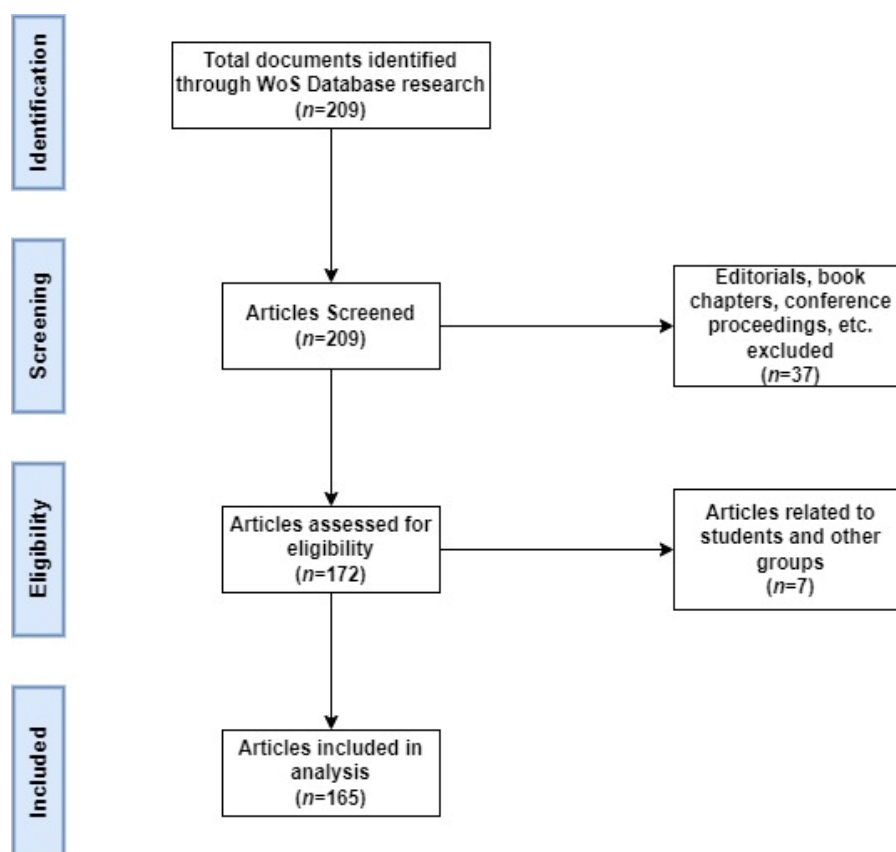 Identification
Total documents identified
through WoS Database research
(n=209)
Screening
Articles Screened
(n=209)
Editorials, book
chapters, conference
proceedings, etc.
excluded
(n=37)
Eligibility
Articles assessed for
eligibility
(n=172)
Articles related to
students and other
groups
(n=7)
Included
Articles included in
analysis
(n=165)